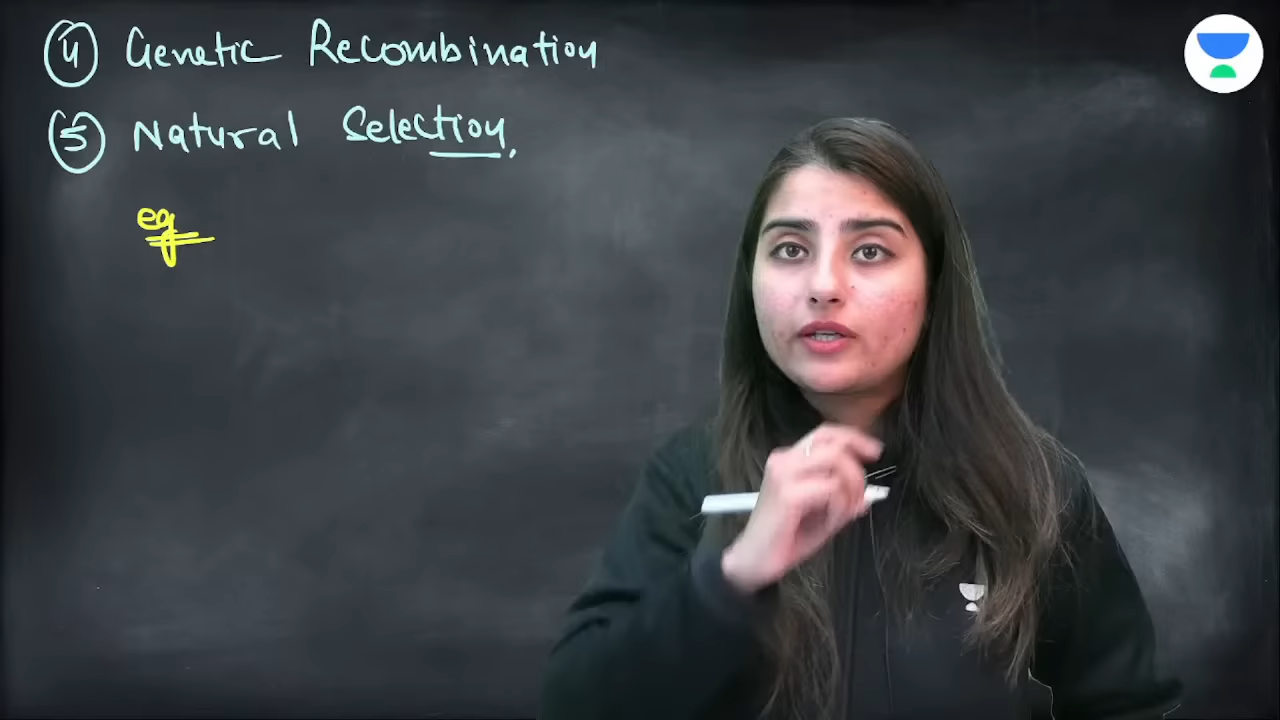 ④ Genetic Recombination
⑤ Natural Selection.
eg